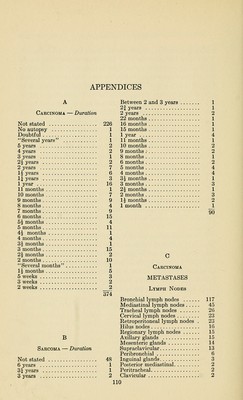 APPENDICES
A
CARCINOMA — Duration
Not stated 226
No autopsy 1
Doubtful 1
"Several years" 1
5 years 2
4 years 2
3 years 2
2½ years 2
2 years 7
1¾ years 6
1½ years 4
1¼ years 2
1 year 16
11 months 1
10 months 7
9 months 9
8 months 4
7 months 9
6 months 15
5½ months 4
5 months 11
4½ months 1
4 months 4
3½ months 1
3 months 15
2½ months 2
2 months 10
"Several months" 1
1½ months 5
5 weeks 3
3 weeks 2
2 weeks 2
374
B
SARCOMA — Duration
Not stated 48
6 years 1
3½ years 1
3 years 2
Between 2 and 3 years 1
2½ years 1
2 years 2
22 months 1
16 months 1
15 months 1
1 year 1
11 months 1
10 months 2
9 months 2
8 months 1
6 months 2
5 months 4
4 months 4
3½ months 1
3 months 3
2½ months 1
2 months 3
1½ months 2
1 month 1
90
C
CARCINOMA
METASTASES
LYMPH NODES
Bronchial lymph nodes 117
Mediastinal lymph nodes 45
Tracheal lymph nodes 26
Cervical lymph nodes 23
Retroperitoneal lymph nodes 23
Hilus nodes 16
Regionary lymph nodes 15
Axillary glands 15
Mesenteric glands 14
Supraclavicular 13
Peribronchial 6
Inguinal glands 3
Posterior mediastinal 2
Peritracheal 2
Clavicular 2
110